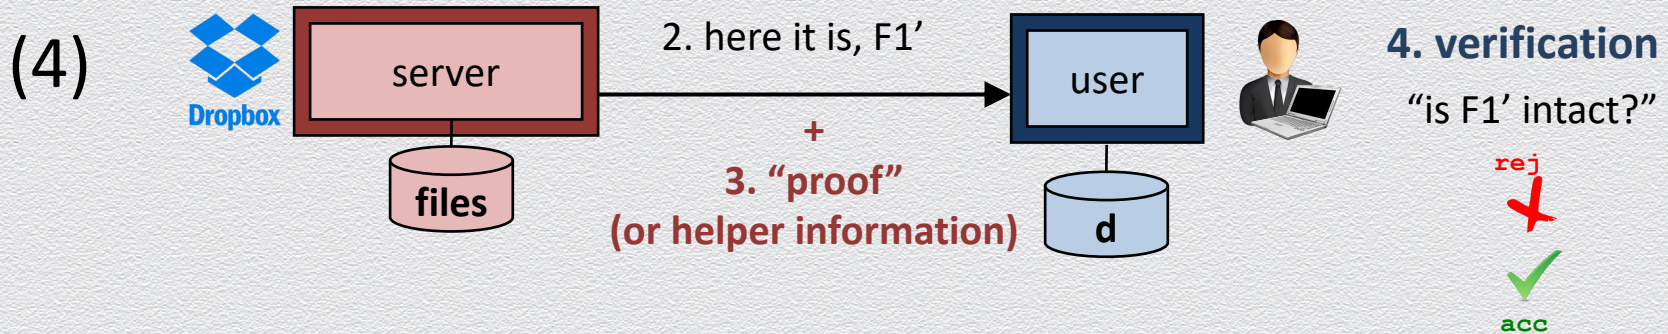 (4)
Dropbox
server
files
2. here it is, F1’
+
3. “proof”
(or helper information)
user
d
4. verification
“is F1’ intact?”
rej
acc